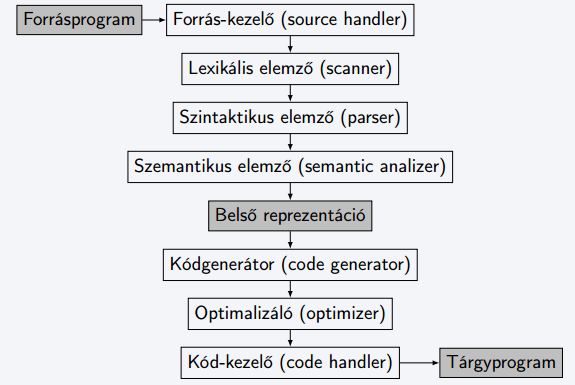 Forrásprogram
Forrás-kezelő (source handler)
Lexikális elemző (scanner)
Szintaktikus elemző (parser)
Szemantikus elemző (semantic analizer)
Belső reprezentáció
Kódgenerátor (code generator)
Optimalizáló (optimizer)
Kód-kezelő (code handler)
Tárgyprogram